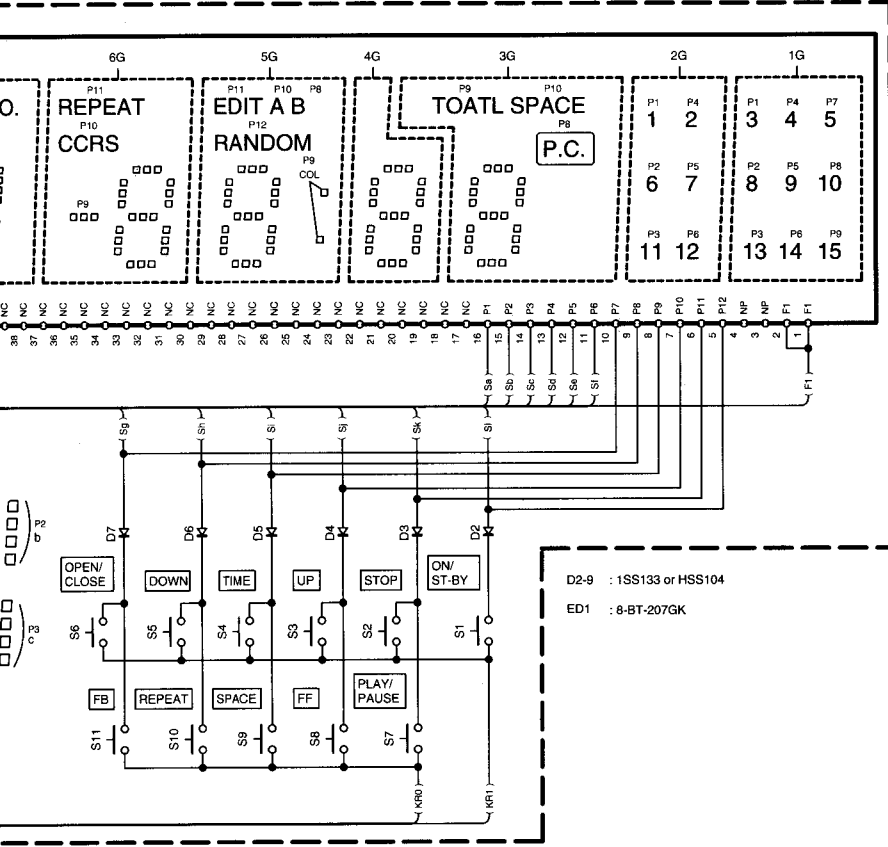 6G 5G 4G 3G 2G 1G
O.
P11 P11 P10 P8 P9 P10 P1 P4 P1 P4 P7
REPEAT EDIT A B TOATL SPACE 1 2 3 4 5
P10 P12 P8
CCRS RANDOM P.C.
P9 P9 P2 P5 P2 P5 P8
COL 6 7 8 9 10
P3 P6 P3 P6 P9
11 12 13 14 15
NC NC NC NC NC NC NC NC NC NC NC NC NC NC NC NC NC NC NC NC NC NC P1 P2 P3 P4 P5 P6 P7 P8 P9 P10 P11 P12 NP NP F1 F1
38 37 36 35 34 33 32 31 30 29 28 27 26 25 24 23 22 21 20 19 18 17 16 15 14 13 12 11 10 9 8 7 6 5 4 3 2 1
Sa Sb Sc Sd Se Sf F1
Sg Sh Si Sj Sk Sl
P2
b
D7 D6 D5 D4 D3 D2
OPEN/
CLOSE DOWN TIME UP STOP ON/
ST-BY
D2-9 : 1SS133 or HSS104
ED1 : 8-BT-207GK
P3
c
S6 S5 S4 S3 S2 S1
FB REPEAT SPACE FF PLAY/
PAUSE
S11 S10 S9 S8 S7
KR0 KR1